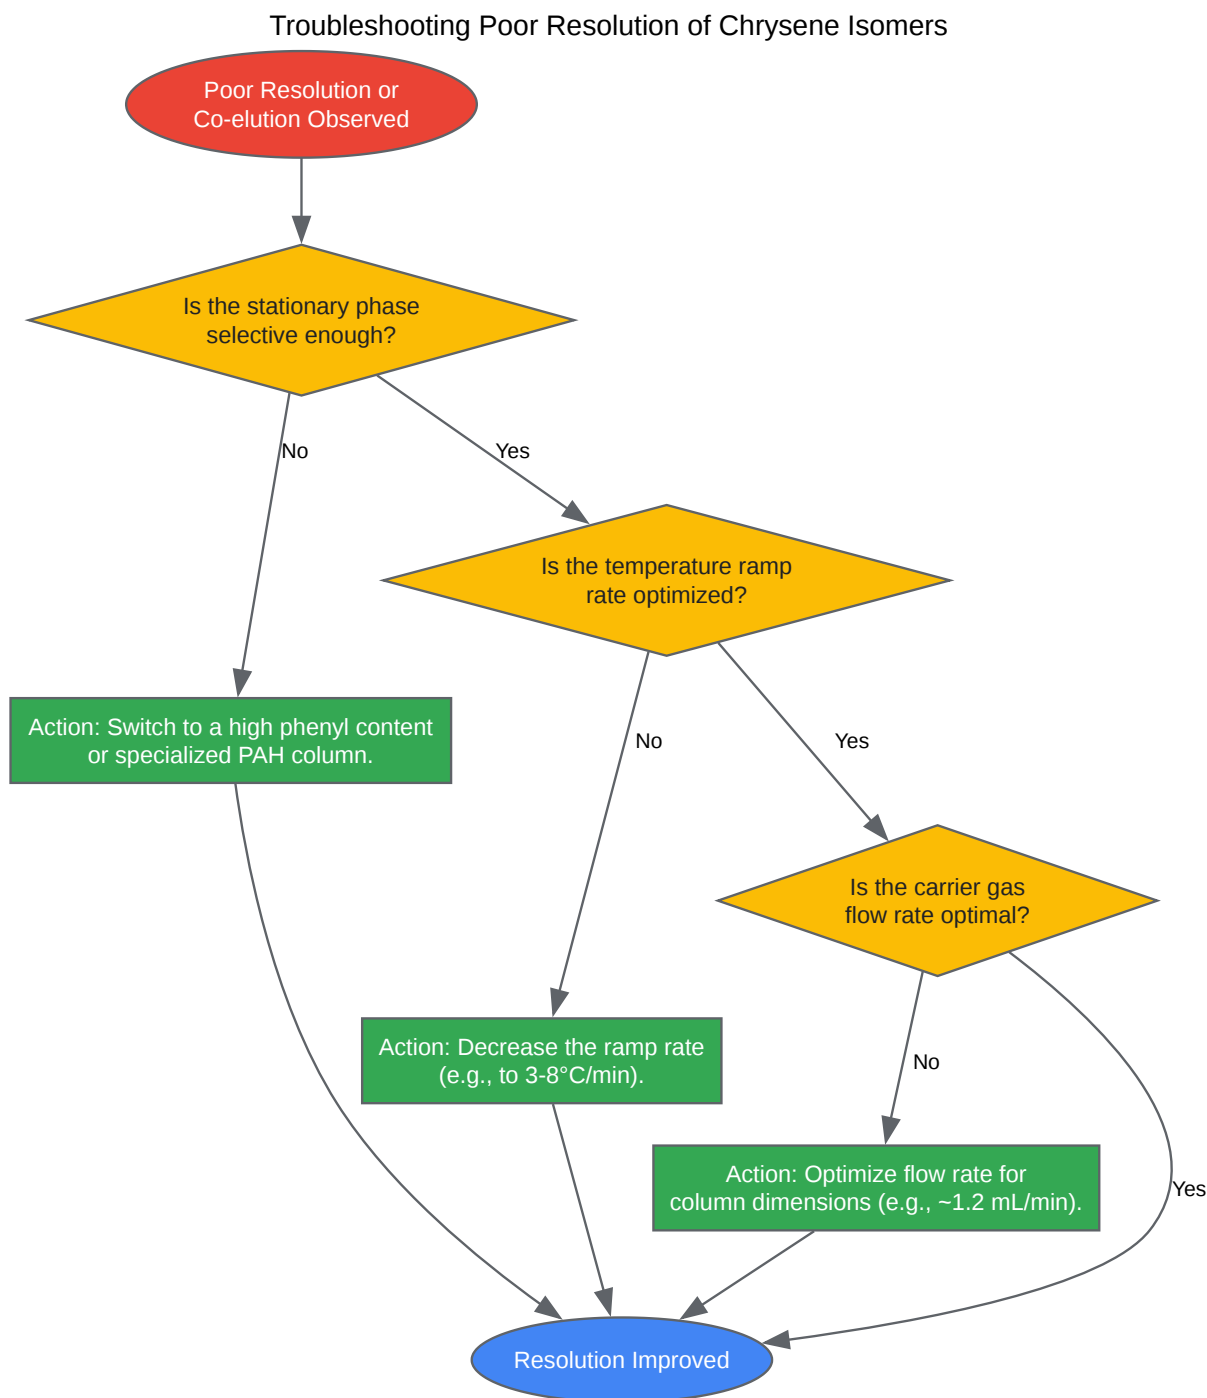 Troubleshooting Poor Resolution of Chrysene Isomers
Poor Resolution or
Co-elution Observed
Is the stationary phase
selective enough?
No
Yes
Is the temperature ramp
rate optimized?
Action: Switch to a high phenyl content
or specialized PAH column.
No
Yes
Is the carrier gas
flow rate optimal?
Action: Decrease the ramp rate
(e.g., to 3-8°C/min).
No
Action: Optimize flow rate for
column dimensions (e.g., ~1.2 mL/min).
Yes
Resolution Improved